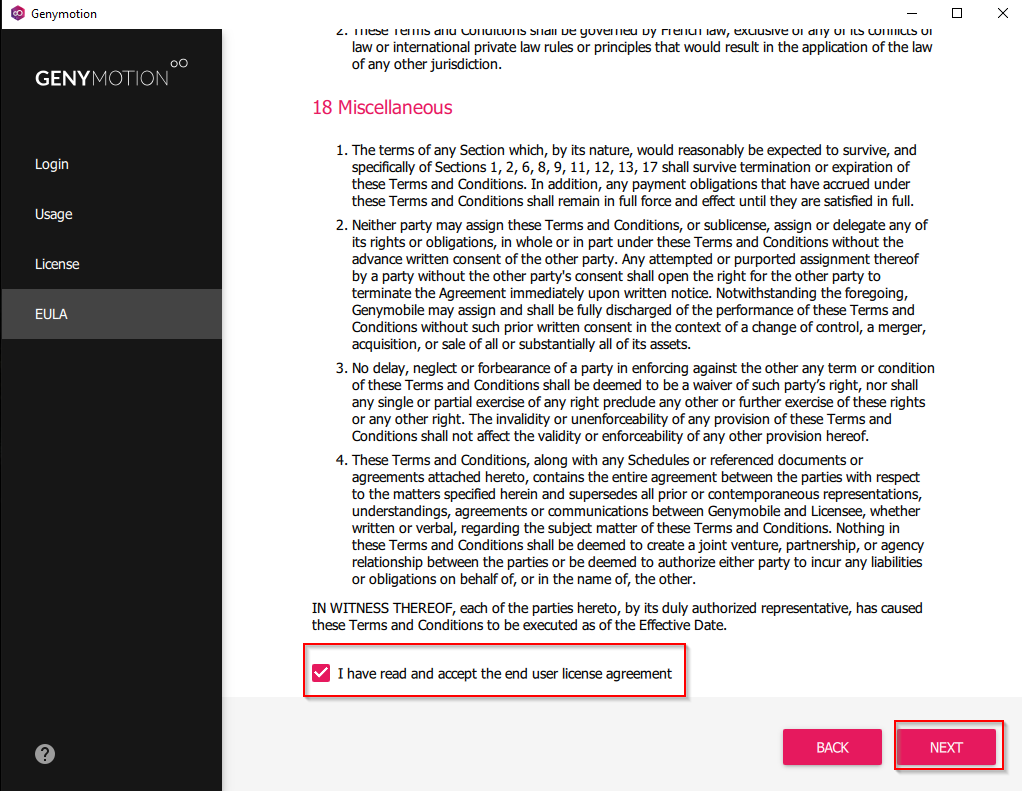 Genymotion
GENYMOTION
Login
Usage
License
EULA
2. These Terms and Conditions shall be governed by French law, exclusive of any of its conflicts of
law or international private law rules or principles that would result in the application of the law
of any other jurisdiction.
18 Miscellaneous
1. The terms of any Section which, by its nature, would reasonably be expected to survive, and
specifically of Sections 1, 2, 6, 8, 9, 11, 12, 13, 17 shall survive termination or expiration of
these Terms and Conditions. In addition, any payment obligations that have accrued under
these Terms and Conditions shall remain in full force and effect until they are satisfied in full.
2. Neither party may assign these Terms and Conditions, or sublicense, assign or delegate any of
its rights or obligations, in whole or in part under these Terms and Conditions without the
advance written consent of the other party. Any attempted or purported assignment thereof
by a party without the other party's consent shall open the right for the other party to
terminate the Agreement immediately upon written notice. Notwithstanding the foregoing,
Genymobile may assign and shall be fully discharged of the performance of these Terms and
Conditions without such prior written consent in the context of a change of control, a merger,
acquisition, or sale of all or substantially all of its assets.
3. No delay, neglect or forbearance of a party in enforcing against the other any term or condition
of these Terms and Conditions shall be deemed to be a waiver of such party’s right, nor shall
any single or partial exercise of any right preclude any other or further exercise of these rights
or any other right. The invalidity or unenforceability of any provision of these Terms and
Conditions shall not affect the validity or enforceability of any other provision hereof.
4. These Terms and Conditions, along with any Schedules or referenced documents or
agreements attached hereto, contains the entire agreement between the parties with respect
to the matters specified herein and supersedes all prior or contemporaneous representations,
understandings, agreements or communications between Genymobile and Licensee, whether
written or verbal, regarding the subject matter of these Terms and Conditions. Nothing in
these Terms and Conditions shall be deemed to create a joint venture, partnership, or agency
relationship between the parties or be deemed to authorize either party to incur any liabilities
or obligations on behalf of, or in the name of, the other.
IN WITNESS THEREOF, each of the parties hereto, by its duly authorized representative, has caused
these Terms and Conditions to be executed as of the Effective Date.
I have read and accept the end user license agreement
BACK
NEXT
?